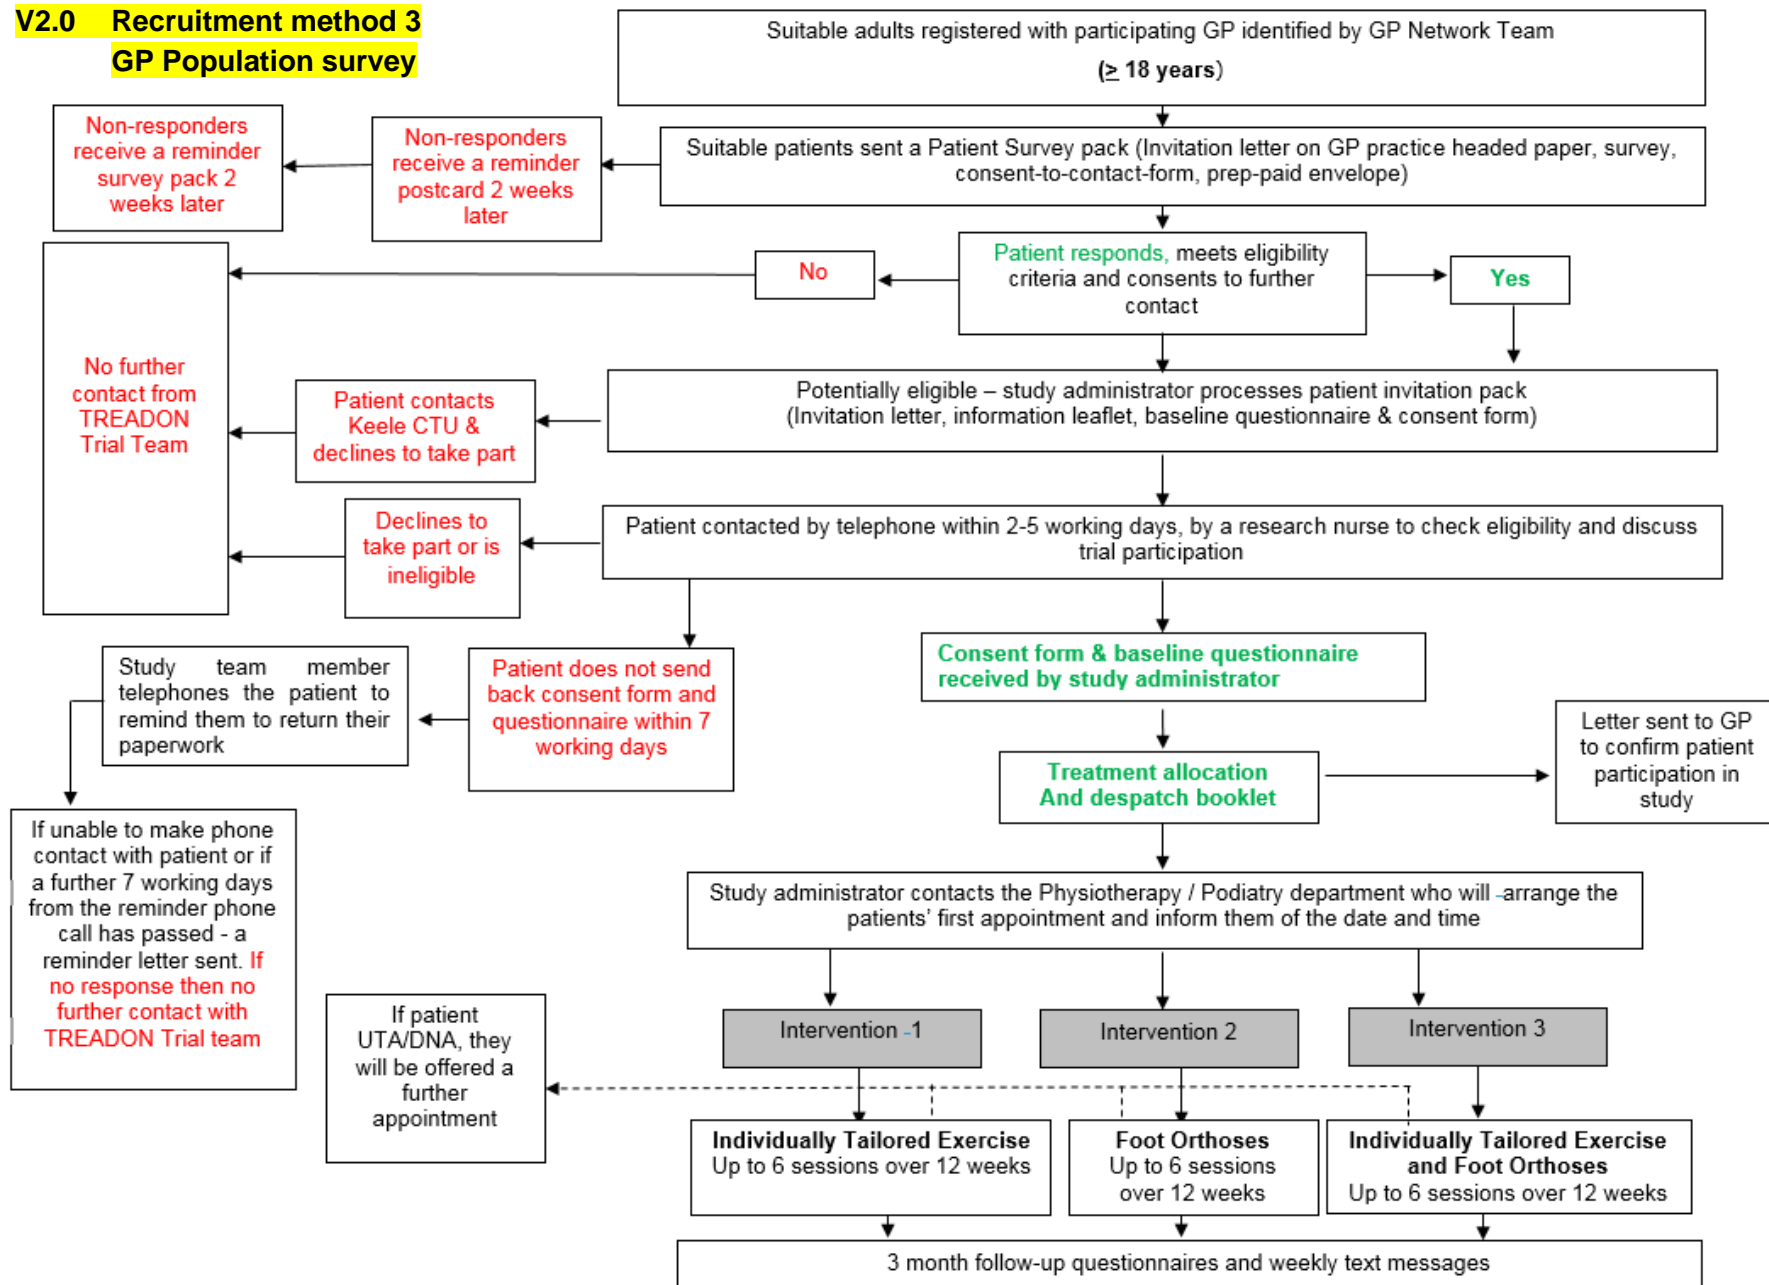 V2.0 Recruitment method 3
GP Population survey
Suitable adults registered with participating GP identified by GP Network Team
(≥ 18 years)
Non-responders
receive a reminder
survey pack 2
weeks later
Non-responders
receive a reminder
postcard 2 weeks
later
Suitable patients sent a Patient Survey pack (Invitation letter on GP practice headed paper, survey,
consent-to-contact-form, prep-paid envelope)
No
Patient responds, meets eligibility
criteria and consents to further
contact
Yes
No further
contact from
TREADON
Trial Team
Patient contacts
Keele CTU &
declines to take part
Potentially eligible – study administrator processes patient invitation pack
(Invitation letter, information leaflet, baseline questionnaire & consent form)
Declines to
take part or is
ineligible
Patient contacted by telephone within 2-5 working days, by a research nurse to check eligibility and discuss
trial participation
Study team member
telephones the patient to
remind them to return their
paperwork
Patient does not send
back consent form and
questionnaire within 7
working days
Consent form & baseline questionnaire
received by study administrator
Letter sent to GP
to confirm patient
participation in
study
Treatment allocation
And despatch booklet
If unable to make phone
contact with patient or if
a further 7 working days
from the reminder phone
call has passed - a
reminder letter sent. If
no response then no
further contact with
TREADON Trial team
Study administrator contacts the Physiotherapy / Podiatry department who will -arrange the
patients' first appointment and inform them of the date and time
If patient
UTA/DNA, they
will be offered a
further
appointment
Intervention -1
Intervention 2
Intervention 3
Individually Tailored Exercise
Up to 6 sessions over 12 weeks
Foot Orthoses
Up to 6 sessions
over 12 weeks
Individually Tailored Exercise
and Foot Orthoses
Up to 6 sessions over 12 weeks
3 month follow-up questionnaires and weekly text messages